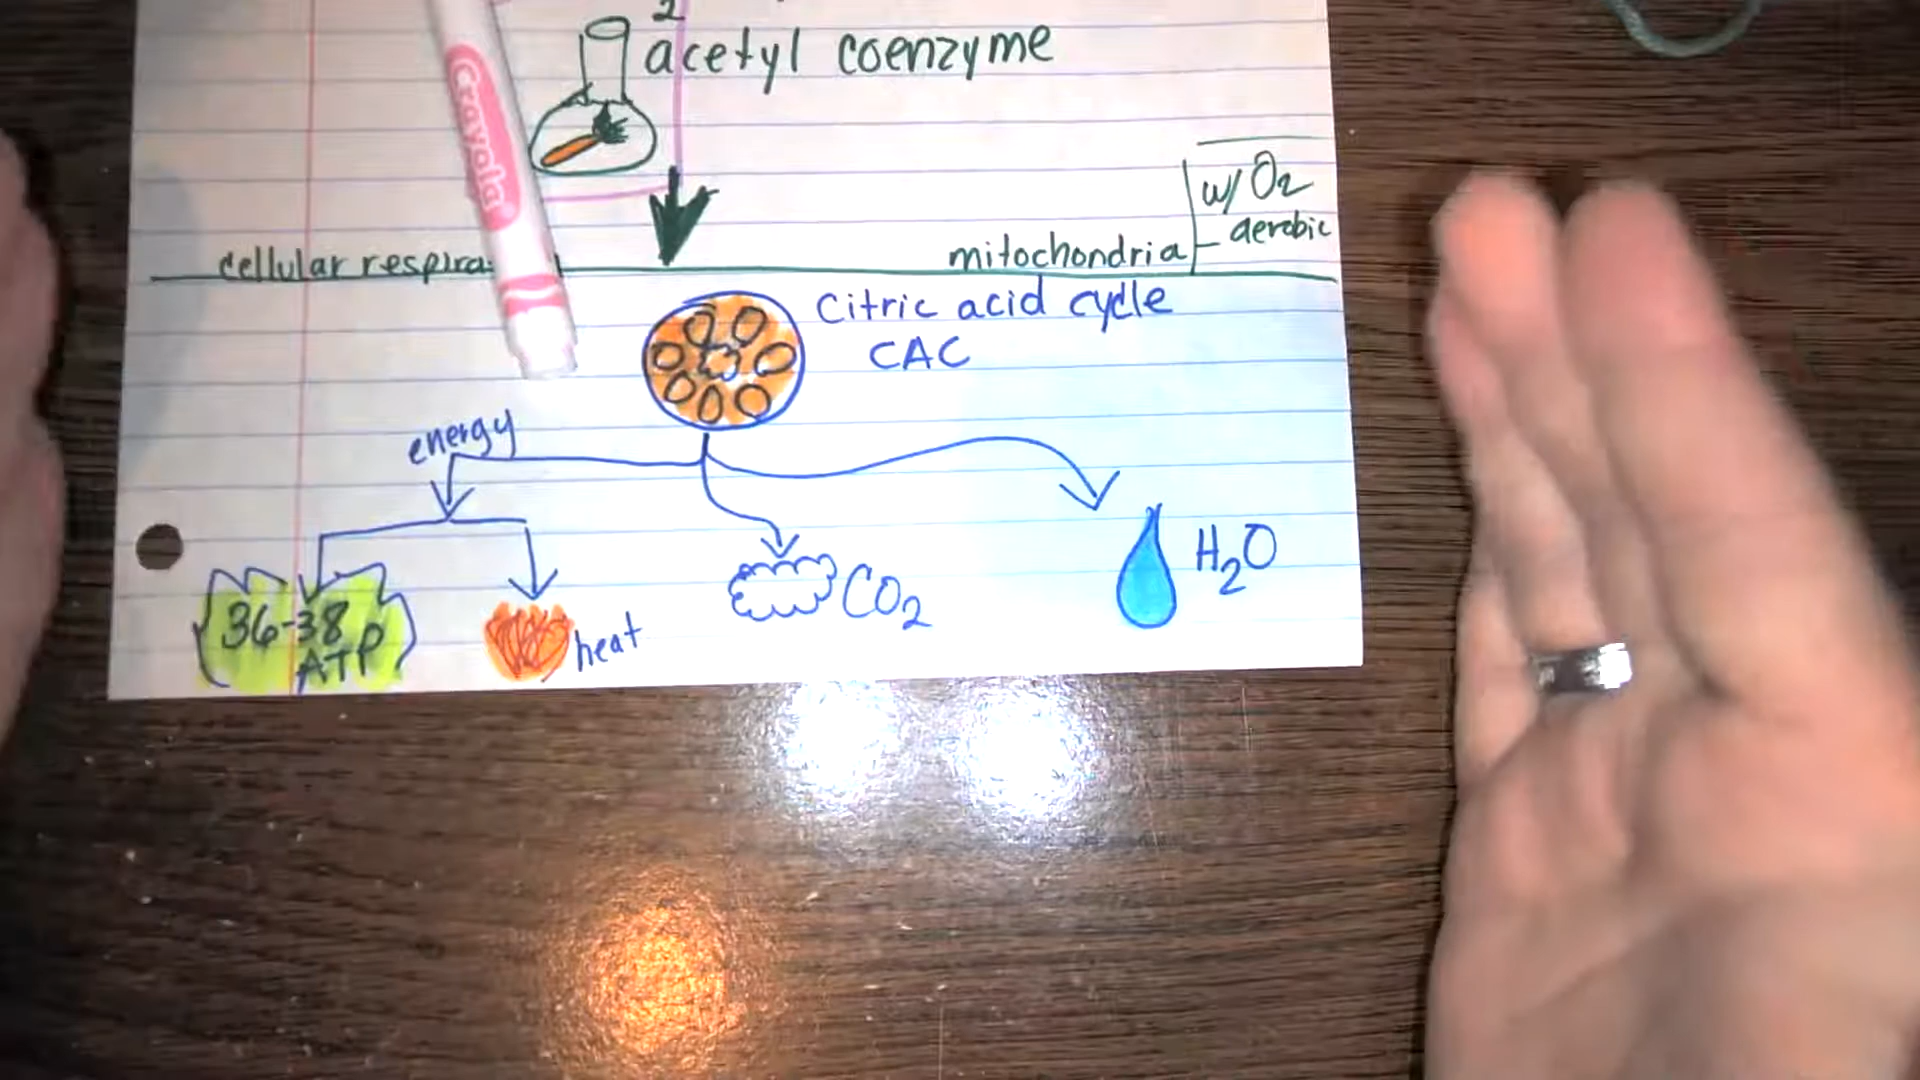 2
acetyl coenzyme
Crayola
w/ O2
aerobic
cellular respira
mitochondria
Citric acid cycle
CAC
energy
36-38
ATP
heat
CO2
H2O